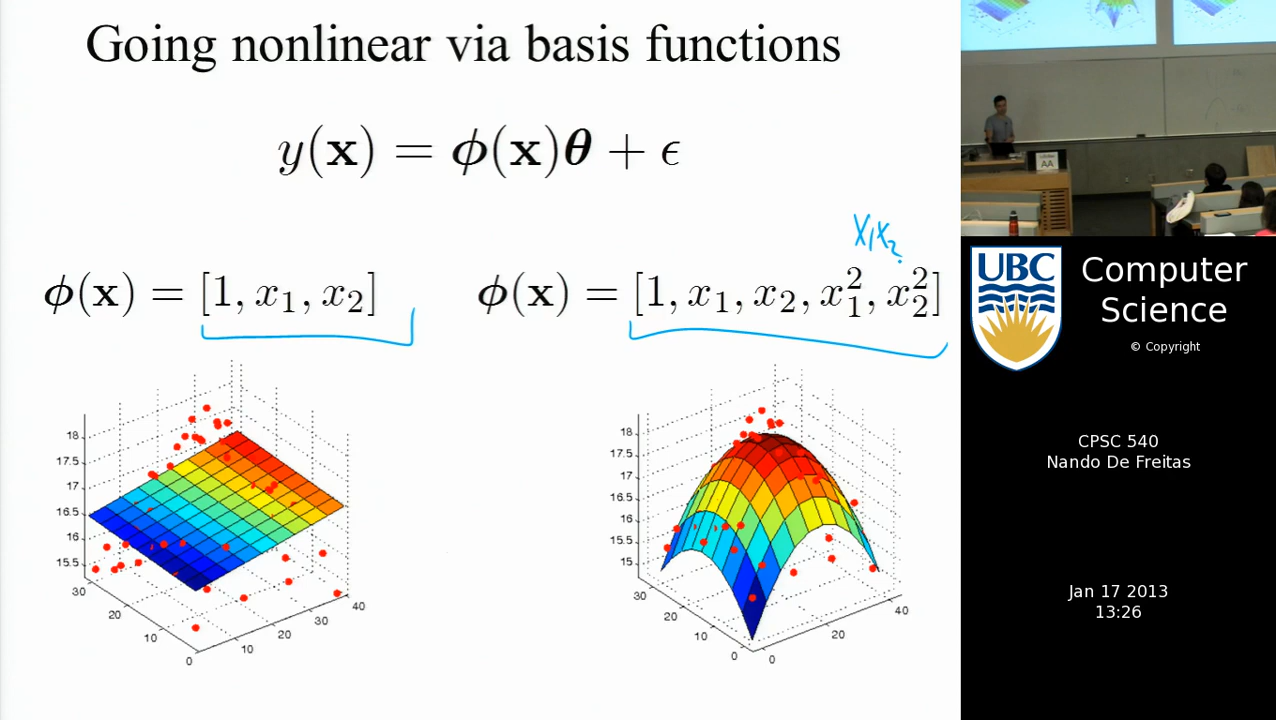 Going nonlinear via basis functions
y(x) = ϕ(x)θ + ϵ
x₁x₂
ϕ(x) = [1, x₁, x₂]
ϕ(x) = [1, x₁, x₂, x₁², x₂²]
18
17.5
17
16.5
16
15.5
30
20
10
0
10
20
30
40
18
17.5
17
16.5
16
15.5
15
30
20
10
0
0
20
40
AA
UBC
Computer
Science
© Copyright
CPSC 540
Nando De Freitas
Jan 17 2013
13:26